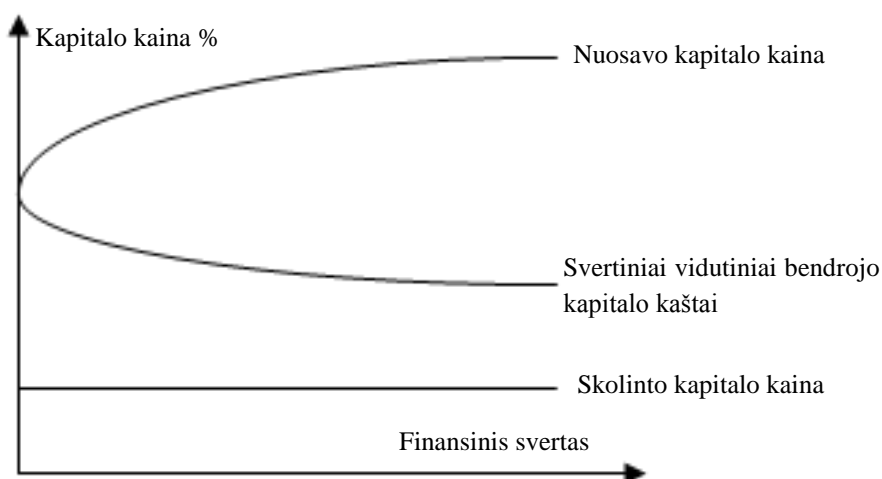 Kapitalo kaina %
Nuosavo kapitalo kaina
Svertiniai vidutiniai bendrojo
kapitalo kaštai
Skolinto kapitalo kaina
Finansinis svertas